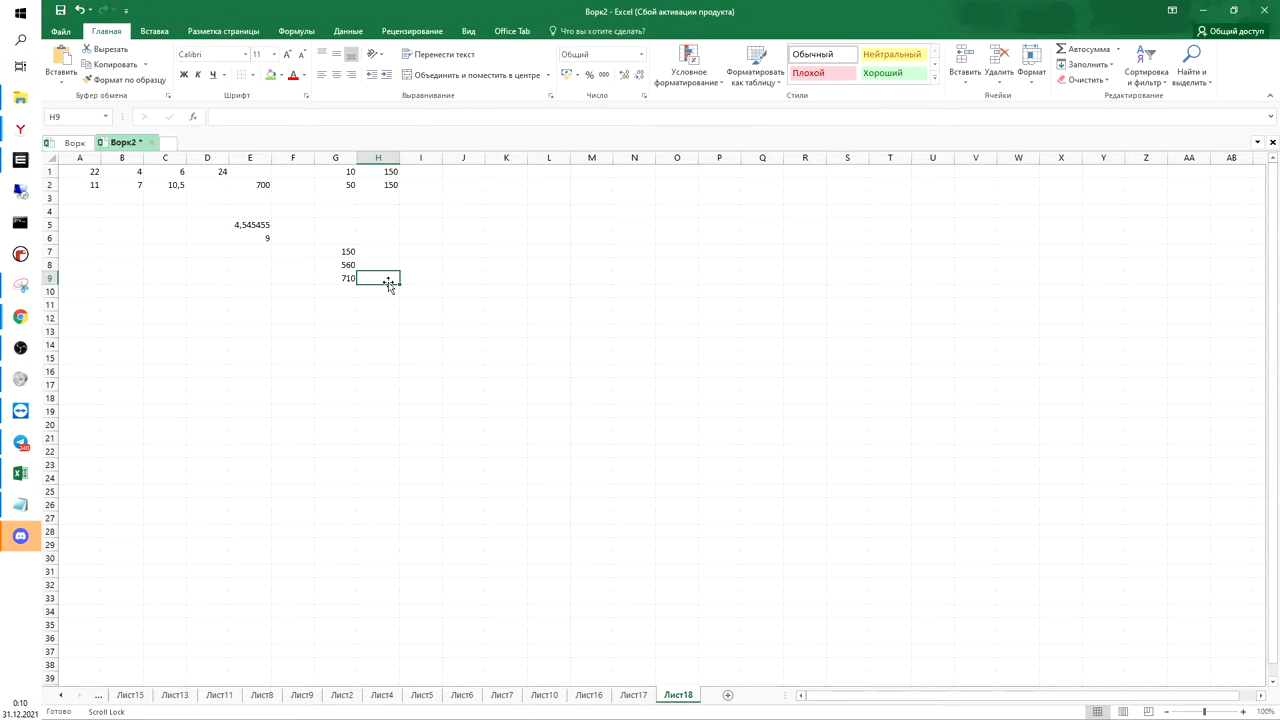 Ворк2 - Excel (Сбой активации продукта)
Файл Главная Вставка Разметка страницы Формулы Данные Рецензирование Вид Office Tab Что вы хотите сделать? Общий доступ
Вставить
Вырезать
Копировать
Формат по образцу
Буфер обмена
Calibri 11
Ж К Ч
Шрифт
Перенести текст
Объединить и поместить в центре
Выравнивание
Общий
% 000
Число
Условное форматирование
Форматировать как таблицу
Обычный Нейтральный
Плохой Хороший
Стили
Вставить Удалить Формат
Ячейки
Автосумма
Заполнить
Очистить
Сортировка и фильтр
Найти и выделить
Редактирование
H9 fx
Ворк Ворк2 *
A B C D E F G H I J K L M N O P Q R S T U V W X Y Z AA AB
1 22 4 6 24 10 150
2 11 7 10,5 700 50 150
3
4
5 4,545455
6 9
7 150
8 560
9 710
10
11
12
13
14
15
16
17
18
19
20
21
22
23
24
25
26
27
28
29
30
31
32
33
34
35
36
37
38
39
... Лист15 Лист13 Лист11 Лист8 Лист9 Лист2 Лист4 Лист5 Лист6 Лист7 Лист10 Лист16 Лист17 Лист18
Готово Scroll Lock 100%
0:10
31.12.2021